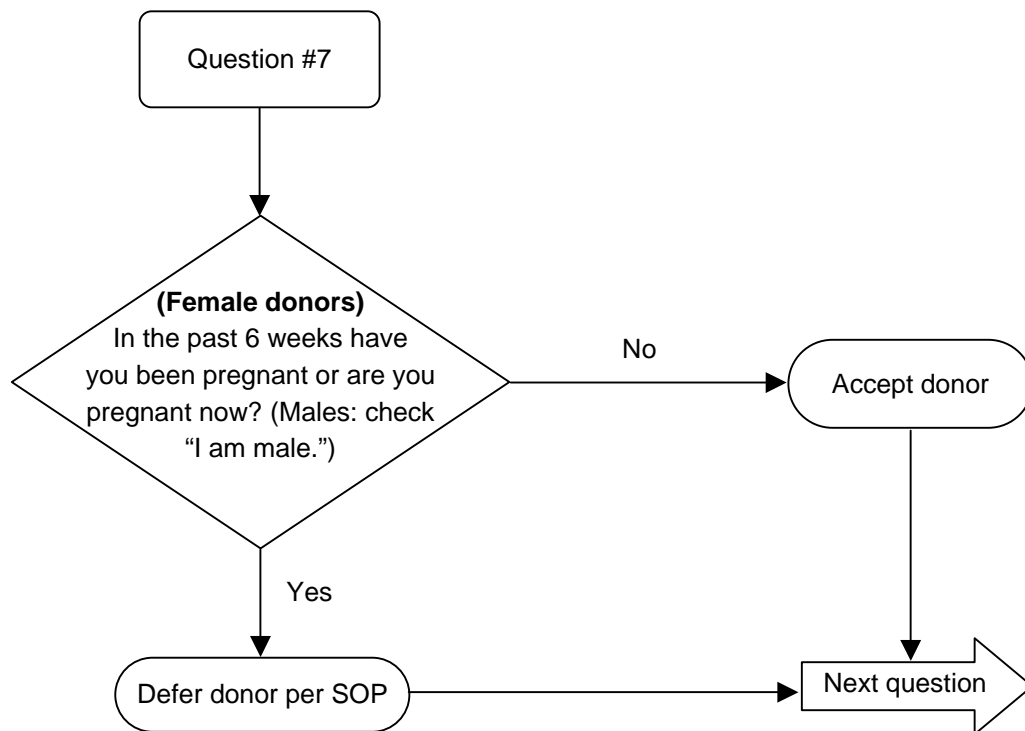 Question #7
(Female donors)
In the past 6 weeks have
you been pregnant or are you
pregnant now? (Males: check
“I am male.”)
No
Accept donor
Yes
Defer donor per SOP
Next question